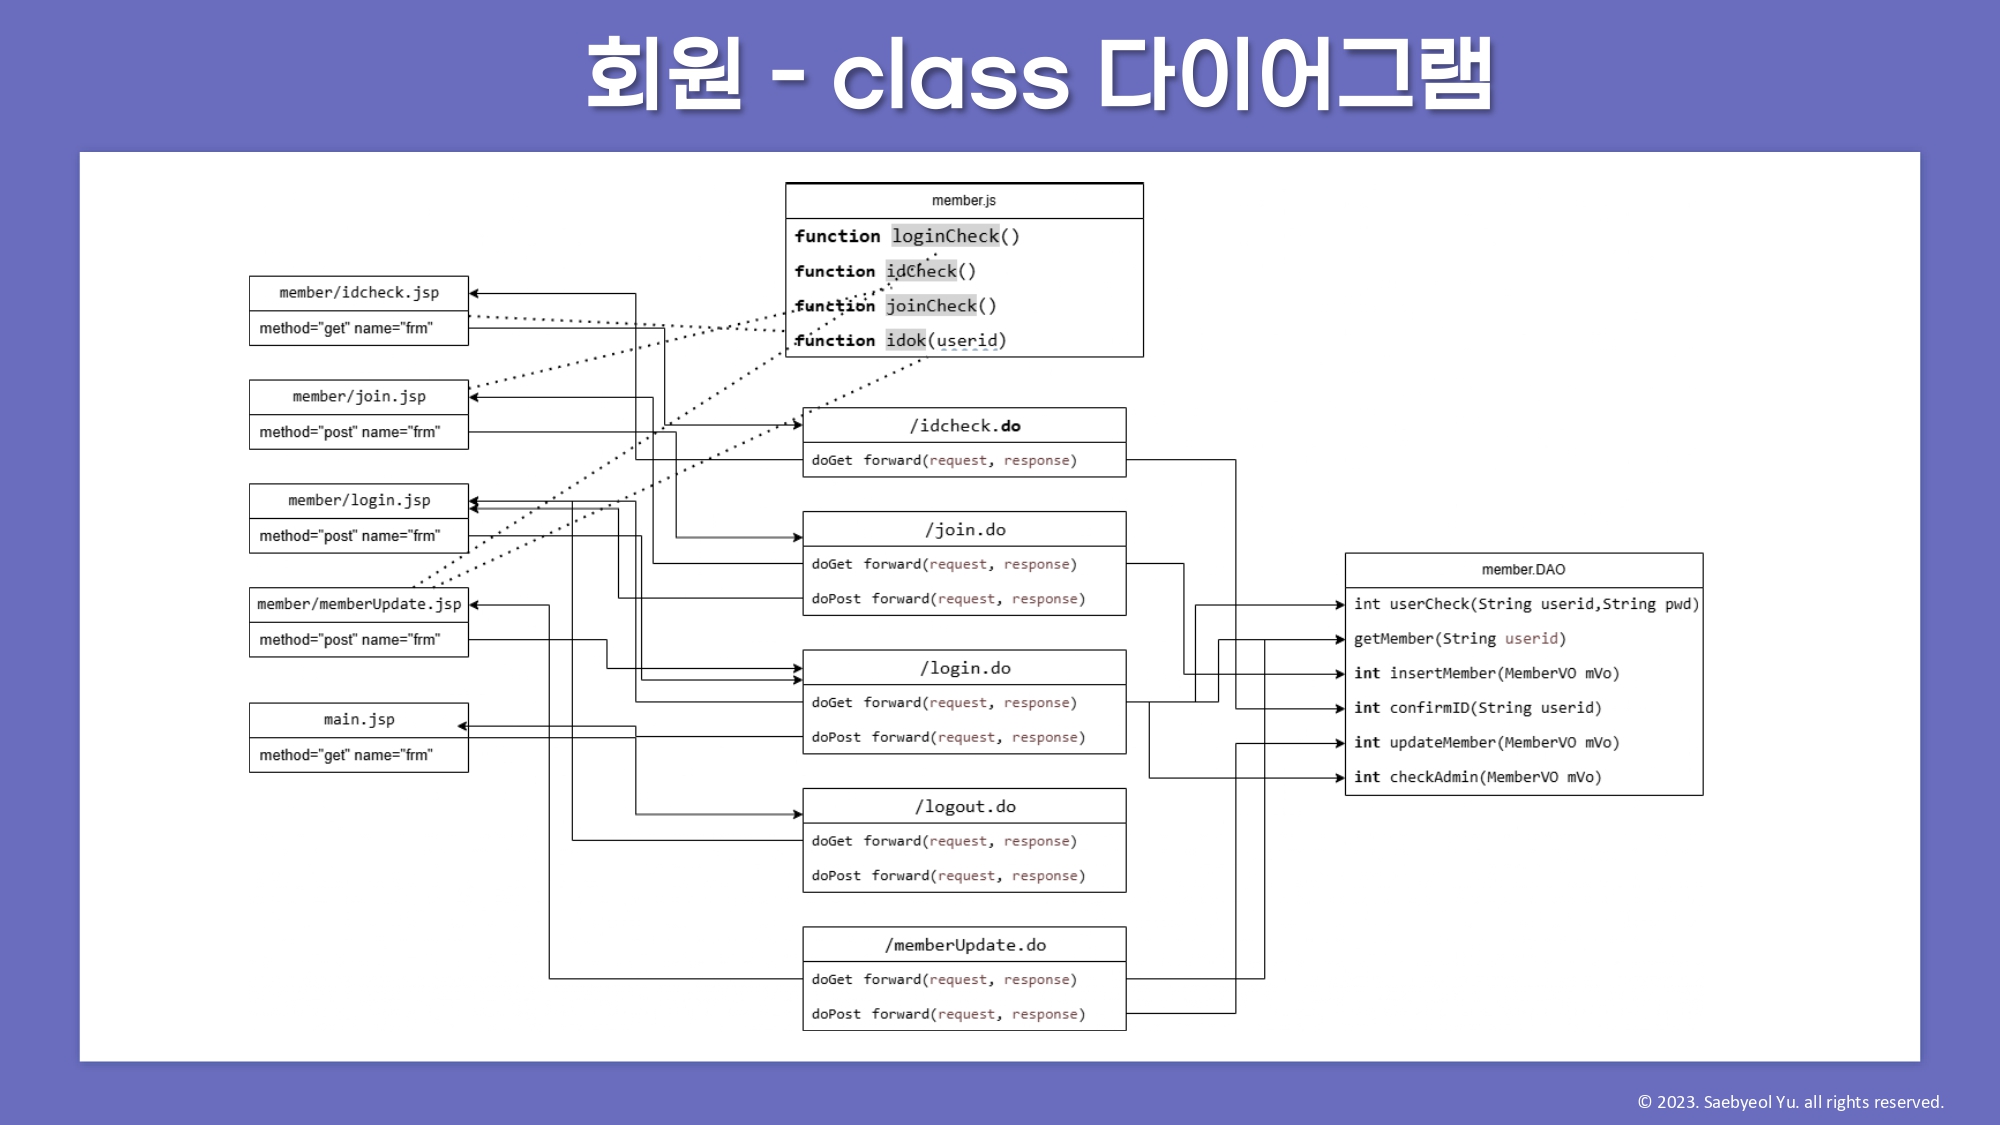 회원 - class 다이어그램
member.js
function loginCheck()
function idCheck()
function joinCheck()
function idok(userid)
member/idcheck.jsp
method="get" name="frm"
member/join.jsp
method="post" name="frm"
member/login.jsp
method="post" name="frm"
member/memberUpdate.jsp
method="post" name="frm"
main.jsp
method="get" name="frm"
/idcheck.do
doGet forward(request, response)
/join.do
doGet forward(request, response)
doPost forward(request, response)
/login.do
doGet forward(request, response)
doPost forward(request, response)
/logout.do
doGet forward(request, response)
doPost forward(request, response)
/memberUpdate.do
doGet forward(request, response)
doPost forward(request, response)
member.DAO
int userCheck(String userid,String pwd)
getMember(String userid)
int insertMember(MemberVO mVo)
int confirmID(String userid)
int updateMember(MemberVO mVo)
int checkAdmin(MemberVO mVo)
© 2023. Saebyeol Yu. all rights reserved.